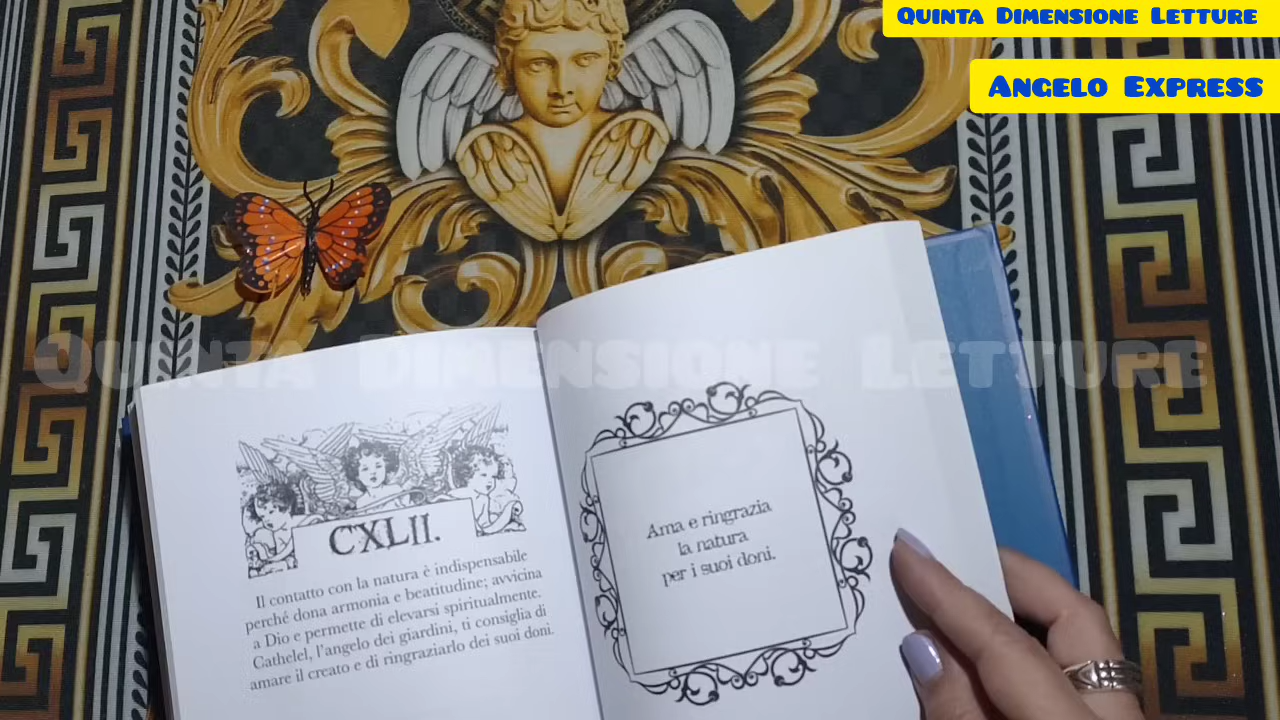 Quinta Dimensione Letture
Angelo Express
Quinta Dimensione Letture
CXLII.
Il contatto con la natura è indispensabile
perché dona armonia e beatitudine; avvicina
a Dio e permette di elevarsi spiritualmente.
Cathelel, l'angelo dei giardini, ti consiglia di
amare il creato e di ringraziarlo dei suoi doni.
Ama e ringrazia
la natura
per i suoi doni.